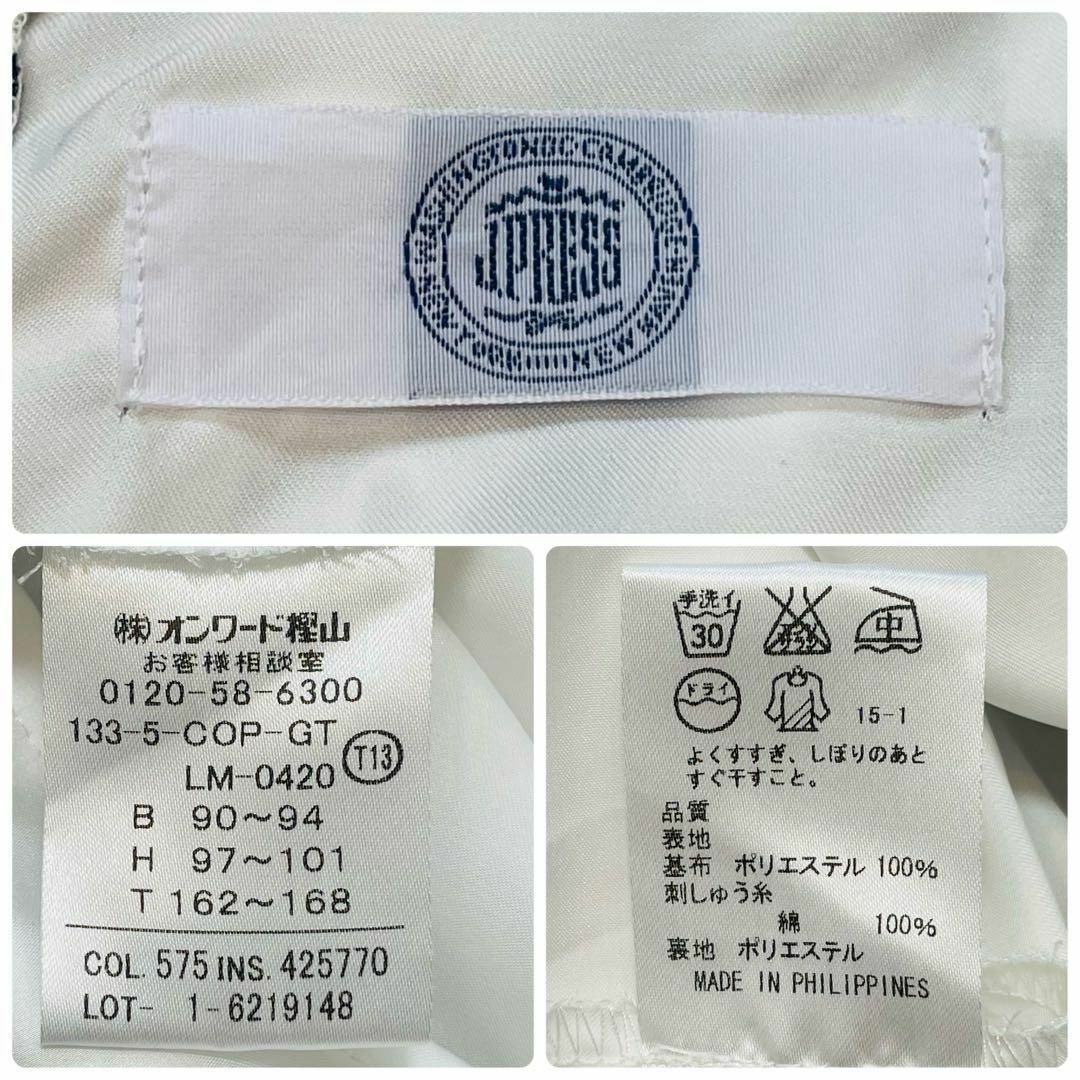 J.PRESS
NEW YORK
NEW HAVEN
㈱オンワード樫山
お客様相談室
0120-58-6300
133-5-COP-GT
T13
LM-0420
B 90～94
H 97～101
T 162～168
COL. 575 INS. 425770
LOT- 1-6219148
手洗イ
30
中
ドライ
15-1
よくすすぎ、しぼりのあと
すぐ干すこと。
品質
表地
基布 ポリエステル 100%
刺しゅう糸
綿 100%
裏地 ポリエステル
MADE IN PHILIPPINES